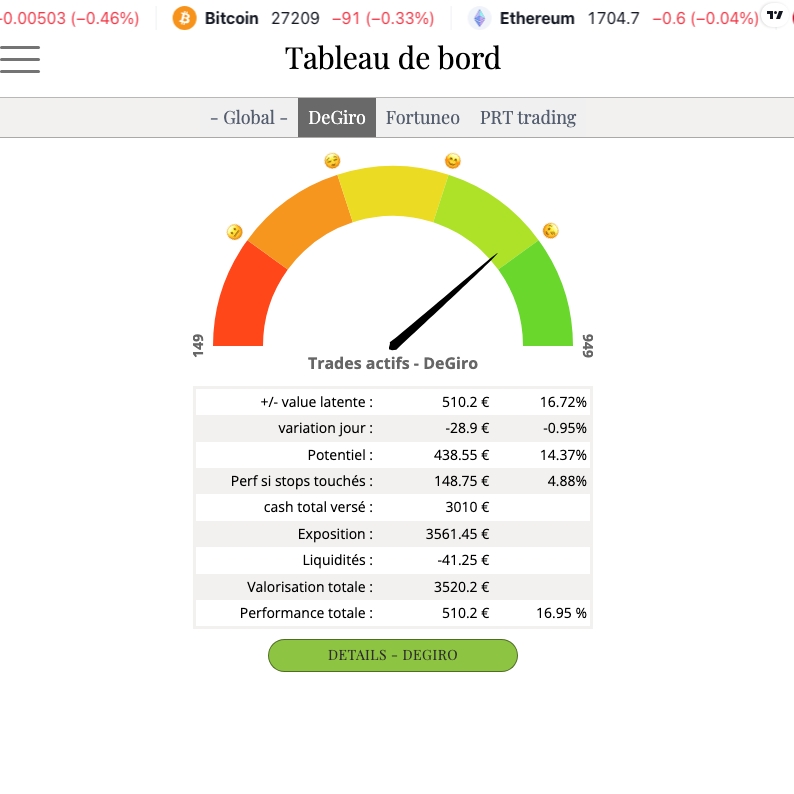 -0.00503 (−0.46%) Bitcoin 27209 −91 (−0.33%) Ethereum 1704.7 −0.6 (−0.04%)
Tableau de bord
- Global - DeGiro Fortuneo PRT trading
149 949
Trades actifs - DeGiro
+/- value latente : 510.2 € 16.72%
variation jour : -28.9 € -0.95%
Potentiel : 438.55 € 14.37%
Perf si stops touchés : 148.75 € 4.88%
cash total versé : 3010 €
Exposition : 3561.45 €
Liquidités : -41.25 €
Valorisation totale : 3520.2 €
Performance totale : 510.2 € 16.95 %
DETAILS - DEGIRO